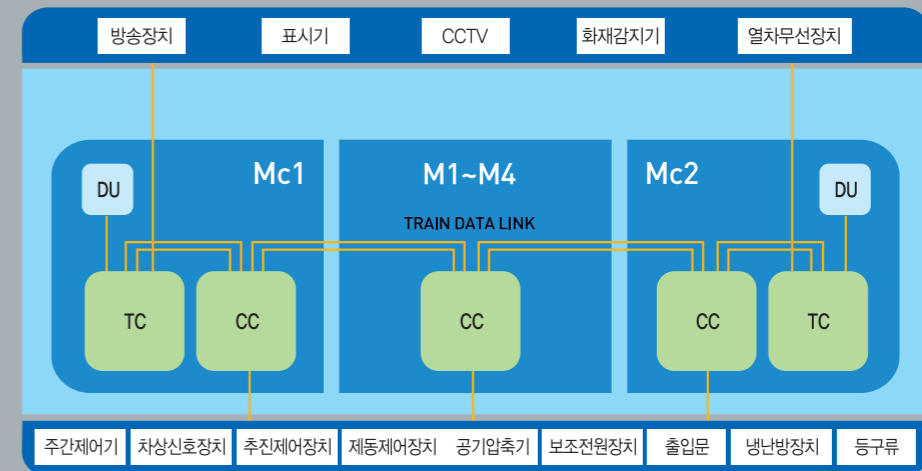 방송장치 표시기 CCTV 화재감지기 열차무선장치
Mc1 M1~M4 Mc2
DU DU
TRAIN DATA LINK
TC CC CC CC TC
주간제어기 차상신호장치 추진제어장치 제동제어장치 공기압축기 보조전원장치 출입문 냉난방장치 등구류